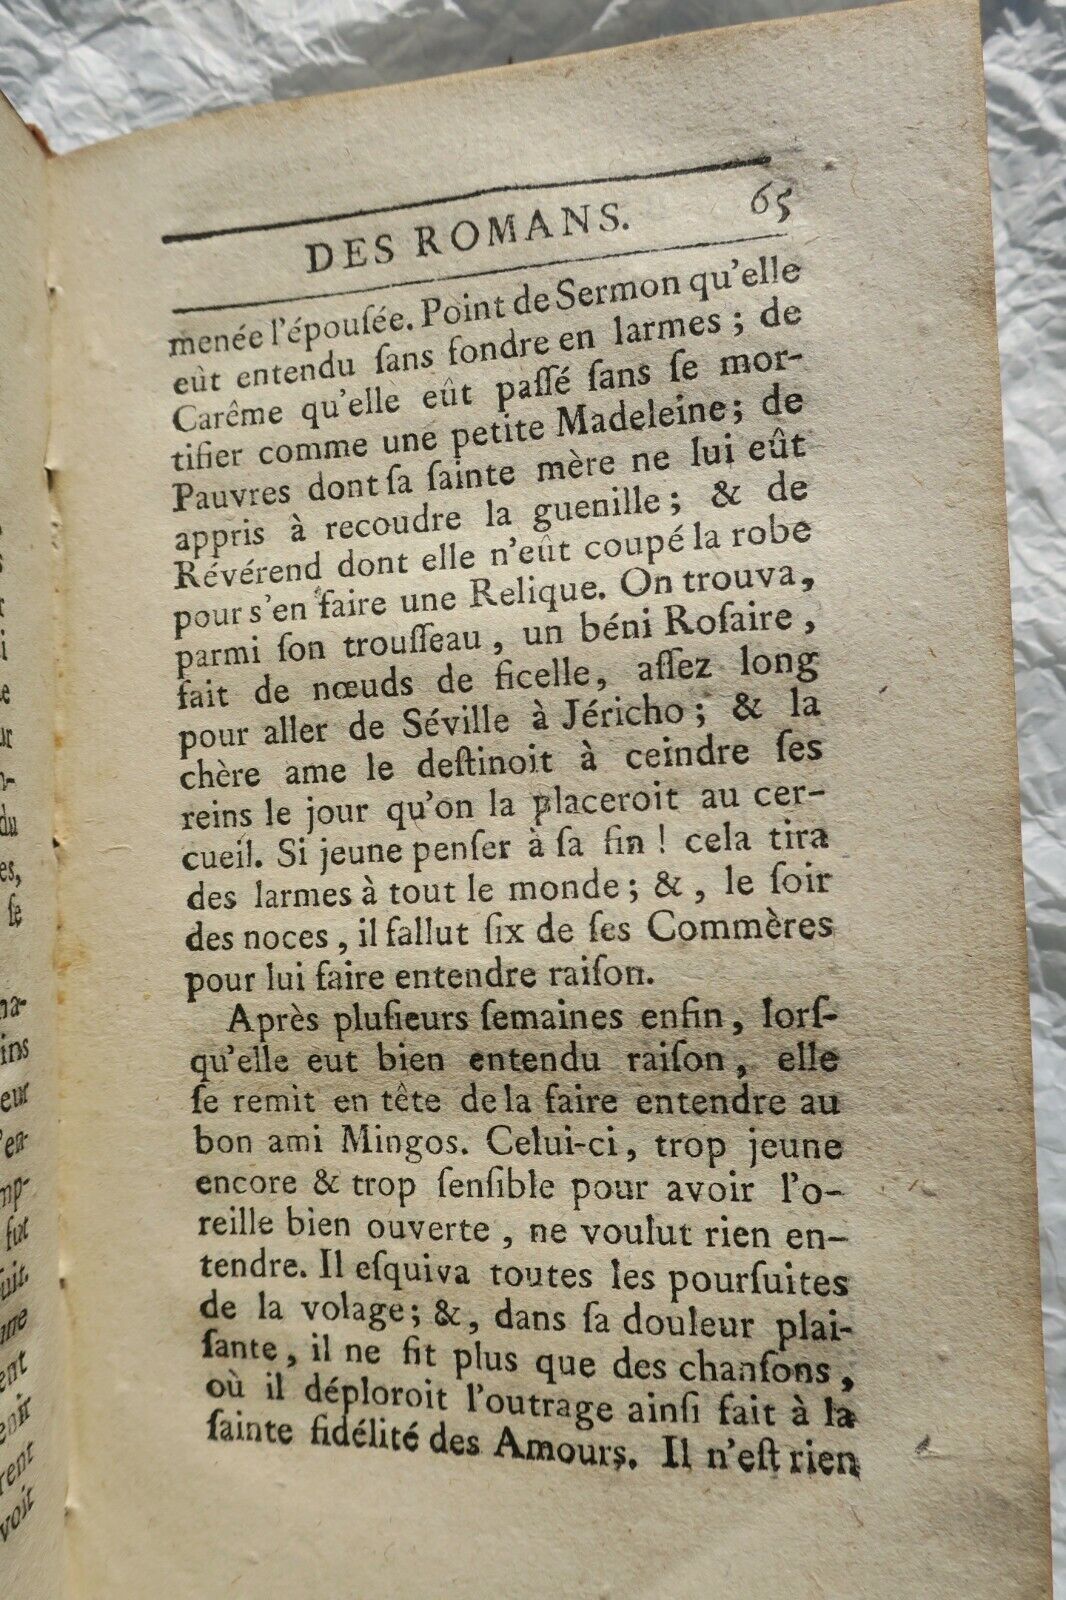 DES ROMANS. 65
menée l'épouſée. Point de Sermon qu'elle
eût entendu ſans fondre en larmes ; de
Carême qu'elle eût paſſé ſans ſe mor-
tifier comme une petite Madeleine ; de
Pauvres dont ſa ſainte mère ne lui eût
appris à recoudre la guenille ; & de
Révérend dont elle n'eût coupé la robe
pour s'en faire une Relique. On trouva,
parmi ſon trouſſeau , un béni Roſaire ,
fait de nœuds de ficelle, aſſez long
pour aller de Séville à Jéricho ; & la
chère ame le deſtinoit à ceindre ſes
reins le jour qu'on la placeroit au cer-
cueil. Si jeune penſer à ſa fin ! cela tira
des larmes à tout le monde ; & , le ſoir
des noces , il fallut ſix de ſes Commères
pour lui faire entendre raiſon.
Après pluſieurs ſemaines enfin , lorſ-
qu'elle eut bien entendu raiſon , elle
ſe remit en tête de la faire entendre au
bon ami Mingos. Celui-ci, trop jeune
encore & trop ſenſible pour avoir l'o-
reille bien ouverte , ne voulut rien en-
tendre. Il eſquiva toutes les pourſuites
de la volage ; & , dans ſa douleur plai-
ſante , il ne fit plus que des chanſons ,
où il déploroit l'outrage ainſi fait à la
ſainte fidélité des Amours. Il n'eſt rien